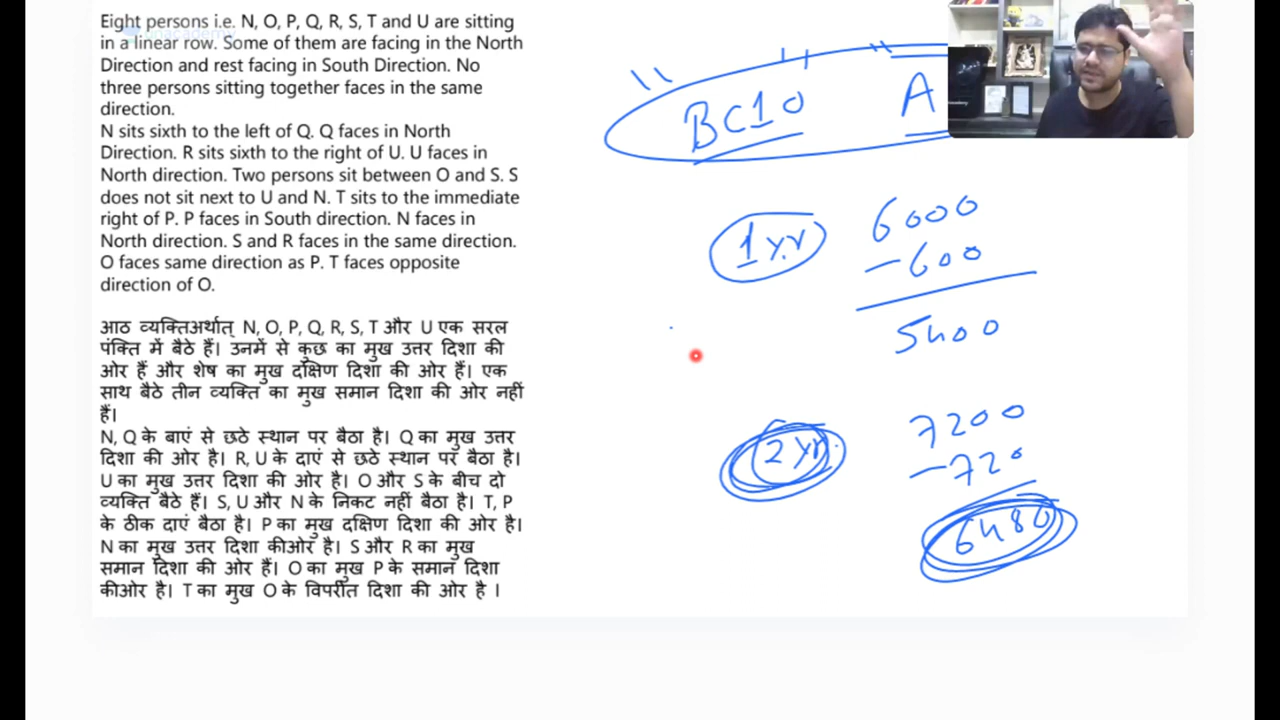 Eight persons i.e. N, O, P, Q, R, S, T and U are sitting
in a linear row. Some of them are facing in the North
Direction and rest facing in South Direction. No
three persons sitting together faces in the same
direction.
N sits sixth to the left of Q. Q faces in North
Direction. R sits sixth to the right of U. U faces in
North direction. Two persons sit between O and S. S
does not sit next to U and N. T sits to the immediate
right of P. P faces in South direction. N faces in
North direction. S and R faces in the same direction.
O faces same direction as P. T faces opposite
direction of O.
आठ व्यक्तिअर्थात् N, O, P, Q, R, S, T और U एक सरल
पंक्ति में बैठे हैं। उनमें से कुछ का मुख उत्तर दिशा की
ओर हैं और शेष का मुख दक्षिण दिशा की ओर हैं। एक
साथ बैठे तीन व्यक्ति का मुख समान दिशा की ओर नहीं
हैं।
N, Q के बाएं से छठे स्थान पर बैठा है। Q का मुख उत्तर
दिशा की ओर है। R, U के दाएं से छठे स्थान पर बैठा है।
U का मुख उत्तर दिशा की ओर है। O और S के बीच दो
व्यक्ति बैठे हैं। S, U और N के निकट नहीं बैठा है। T, P
के ठीक दाएं बैठा है। P का मुख दक्षिण दिशा की ओर है।
N का मुख उत्तर दिशा कीओर है। S और R का मुख
समान दिशा की ओर हैं। O का मुख P के समान दिशा
कीओर है। T का मुख O के विपरीत दिशा की ओर है ।
BC10 A
1 yr 6000
-600
5400
2 yr. 7200
-720
6480